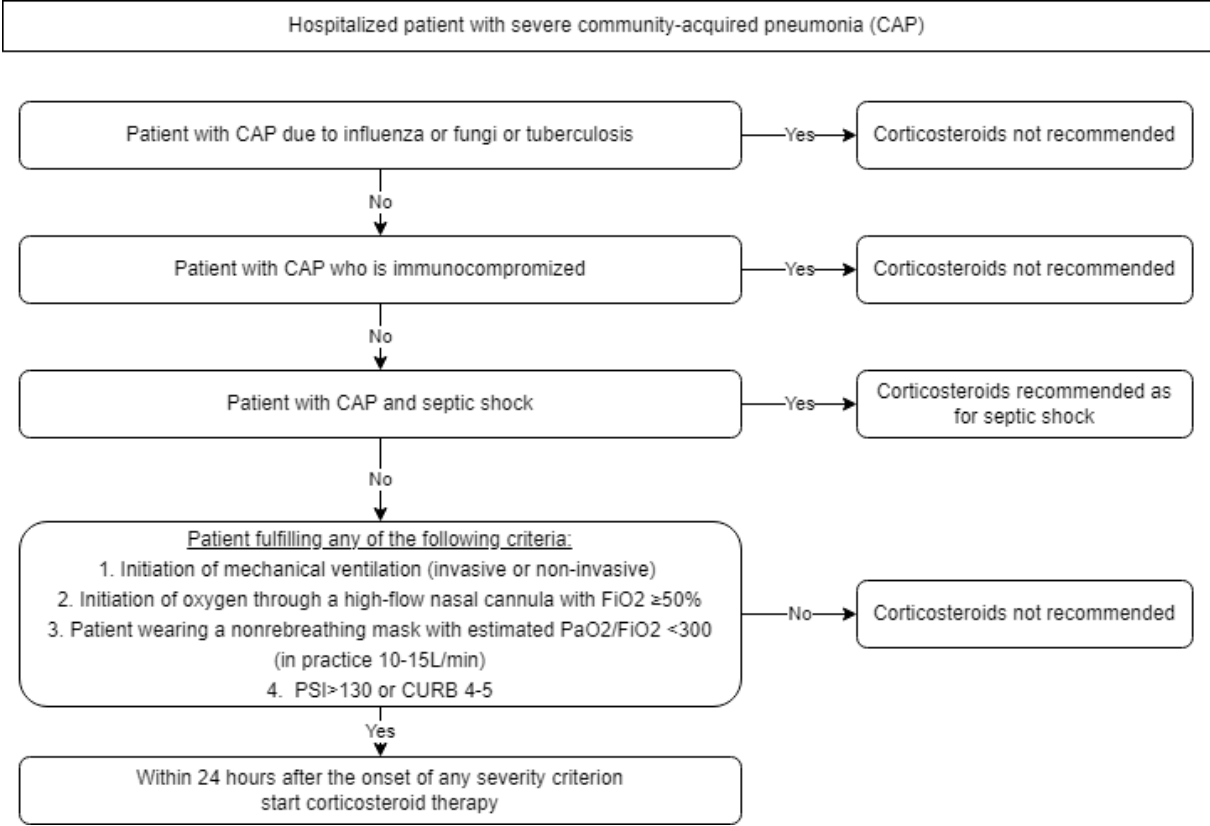 Hospitalized patient with severe community-acquired pneumonia (CAP)
Patient with CAP due to influenza or fungi or tuberculosis
Yes
Corticosteroids not recommended
No
Patient with CAP who is immunocompromized
Yes
Corticosteroids not recommended
No
Patient with CAP and septic shock
Yes
Corticosteroids recommended as
for septic shock
No
Patient fulfilling any of the following criteria:
1. Initiation of mechanical ventilation (invasive or non-invasive)
2. Initiation of oxygen through a high-flow nasal cannula with FiO2 ≥50%
3. Patient wearing a nonrebreathing mask with estimated PaO2/FiO2 <300
(in practice 10-15L/min)
4. PSI>130 or CURB 4-5
No
Corticosteroids not recommended
Yes
Within 24 hours after the onset of any severity criterion
start corticosteroid therapy